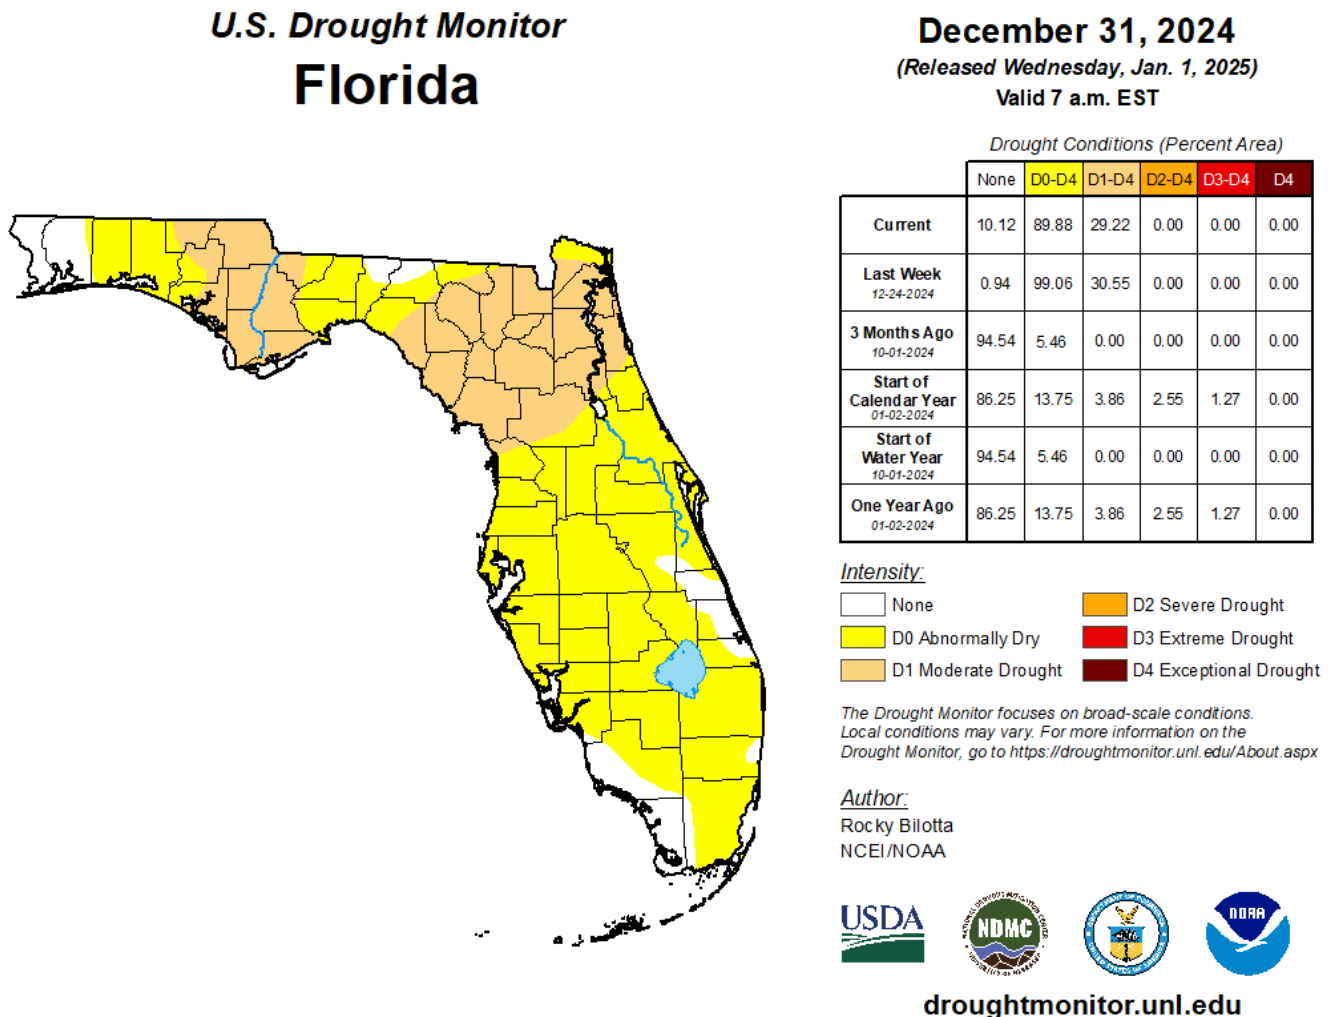 U.S. Drought Monitor
Florida
December 31, 2024
(Released Wednesday, Jan. 1, 2025)
Valid 7 a.m. EST
Drought Conditions (Percent Area)
None D0-D4 D1-D4 D2-D4 D3-D4 D4
Current 10.12 89.88 29.22 0.00 0.00 0.00
Last Week
12-24-2024 0.94 99.06 30.55 0.00 0.00 0.00
3 Months Ago
10-01-2024 94.54 5.46 0.00 0.00 0.00 0.00
Start of
Calendar Year
01-02-2024 86.25 13.75 3.86 2.55 1.27 0.00
Start of
Water Year
10-01-2024 94.54 5.46 0.00 0.00 0.00 0.00
One Year Ago
01-02-2024 86.25 13.75 3.86 2.55 1.27 0.00
Intensity:
None
D0 Abnormally Dry
D1 Moderate Drought
D2 Severe Drought
D3 Extreme Drought
D4 Exceptional Drought
The Drought Monitor focuses on broad-scale conditions.
Local conditions may vary. For more information on the
Drought Monitor, go to https://droughtmonitor.unl.edu/About.aspx
Author:
Rocky Bilotta
NCEI/NOAA
USDA
NDMC
NOAA
droughtmonitor.unl.edu